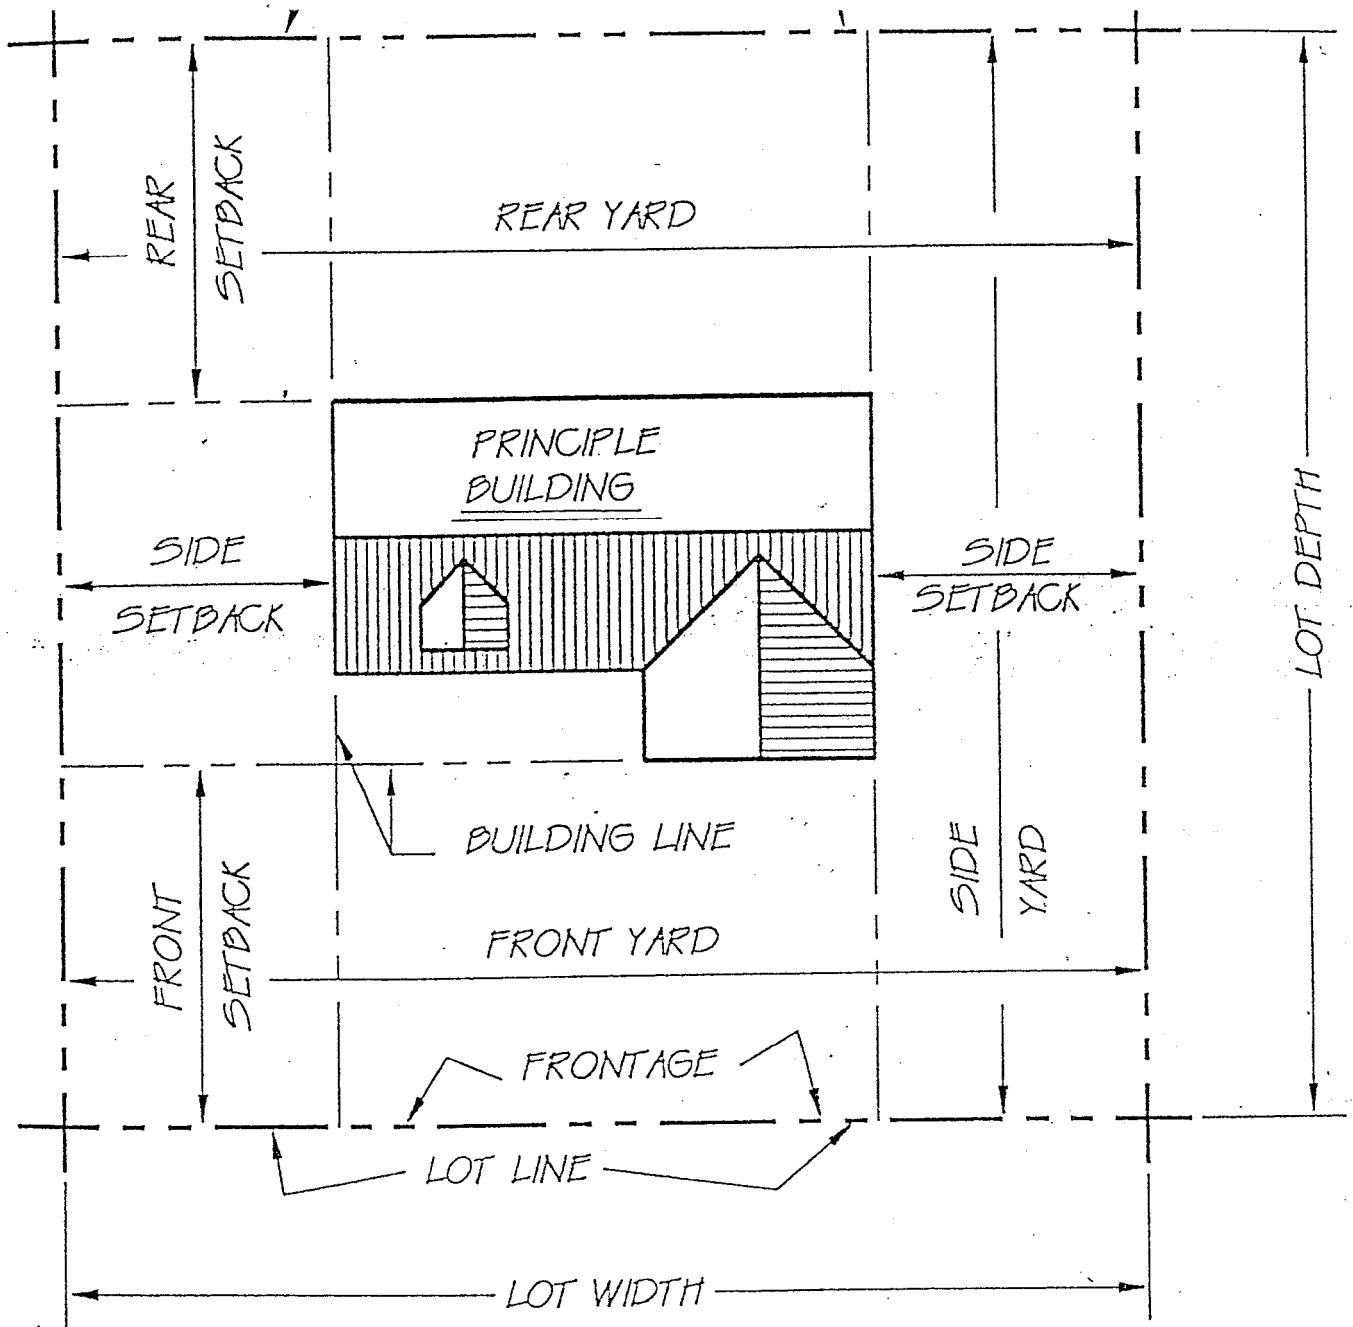 REAR
SETBACK
REAR YARD
PRINCIPLE
BUILDING
SIDE
SETBACK
SIDE
SETBACK
LOT DEPTH
BUILDING LINE
SIDE
YARD
FRONT
SETBACK
FRONT YARD
FRONTAGE
LOT LINE
LOT WIDTH